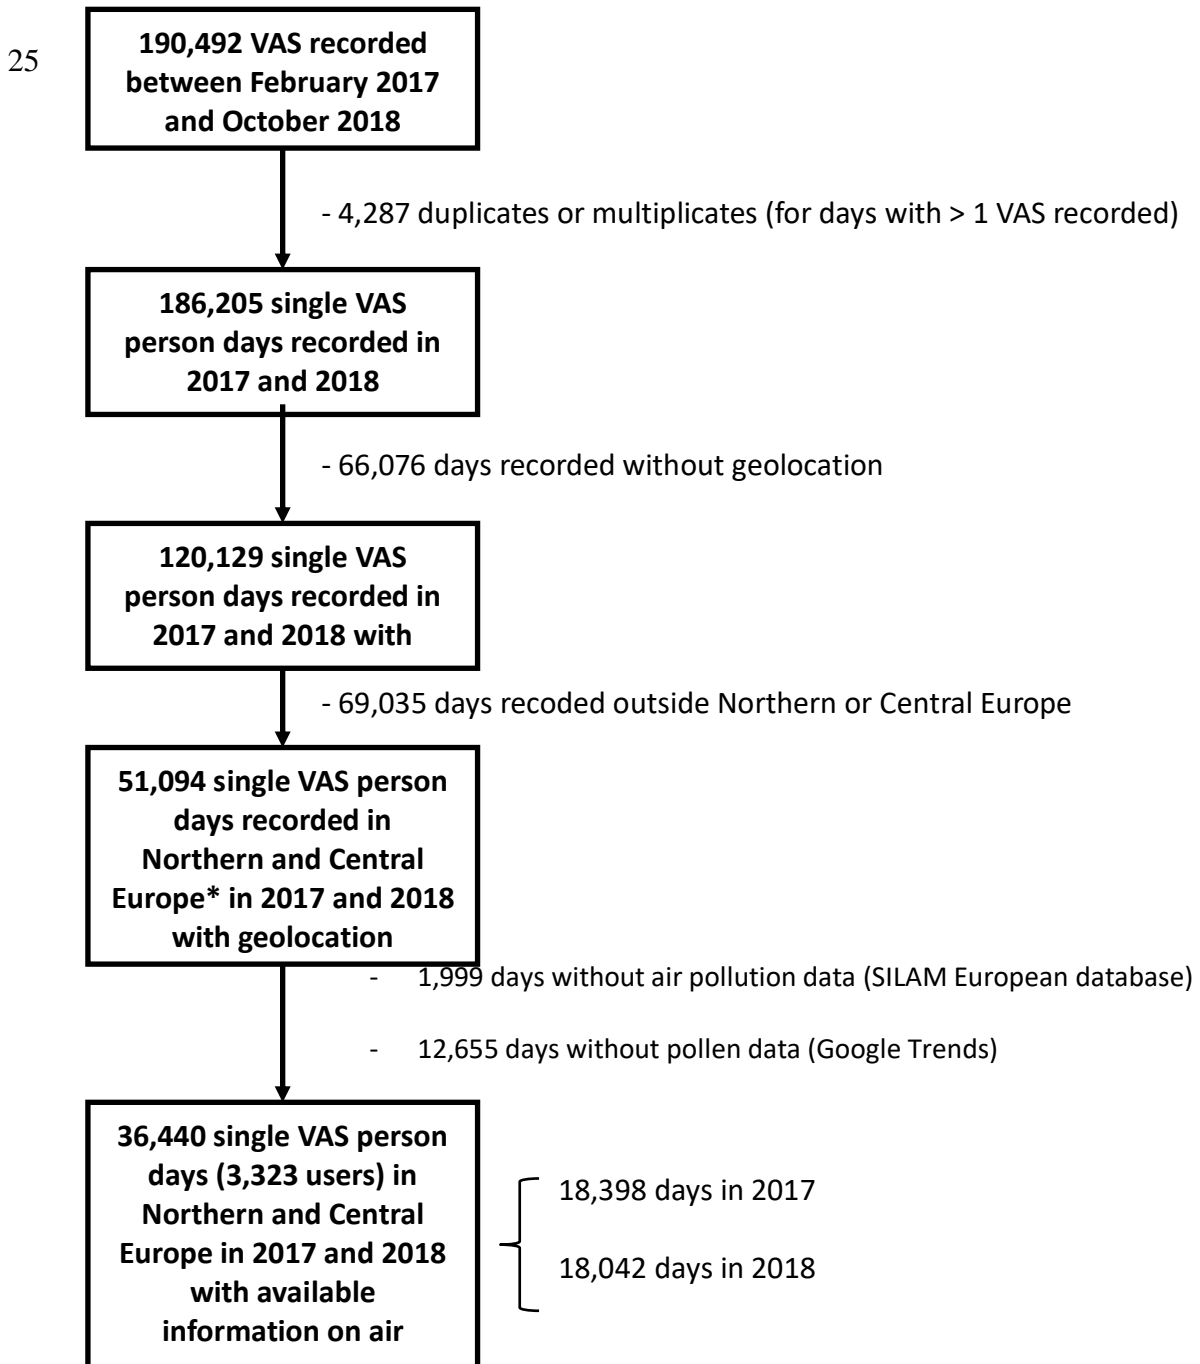 25
190,492 VAS recorded
between February 2017
and October 2018
- 4,287 duplicates or multiplicates (for days with > 1 VAS recorded)
186,205 single VAS
person days recorded in
2017 and 2018
- 66,076 days recorded without geolocation
120,129 single VAS
person days recorded in
2017 and 2018 with
- 69,035 days recoded outside Northern or Central Europe
51,094 single VAS person
days recorded in
Northern and Central
Europe* in 2017 and 2018
with geolocation
- 1,999 days without air pollution data (SILAM European database)
- 12,655 days without pollen data (Google Trends)
36,440 single VAS person
days (3,323 users) in
Northern and Central
Europe in 2017 and 2018
with available
information on air
18,398 days in 2017
18,042 days in 2018